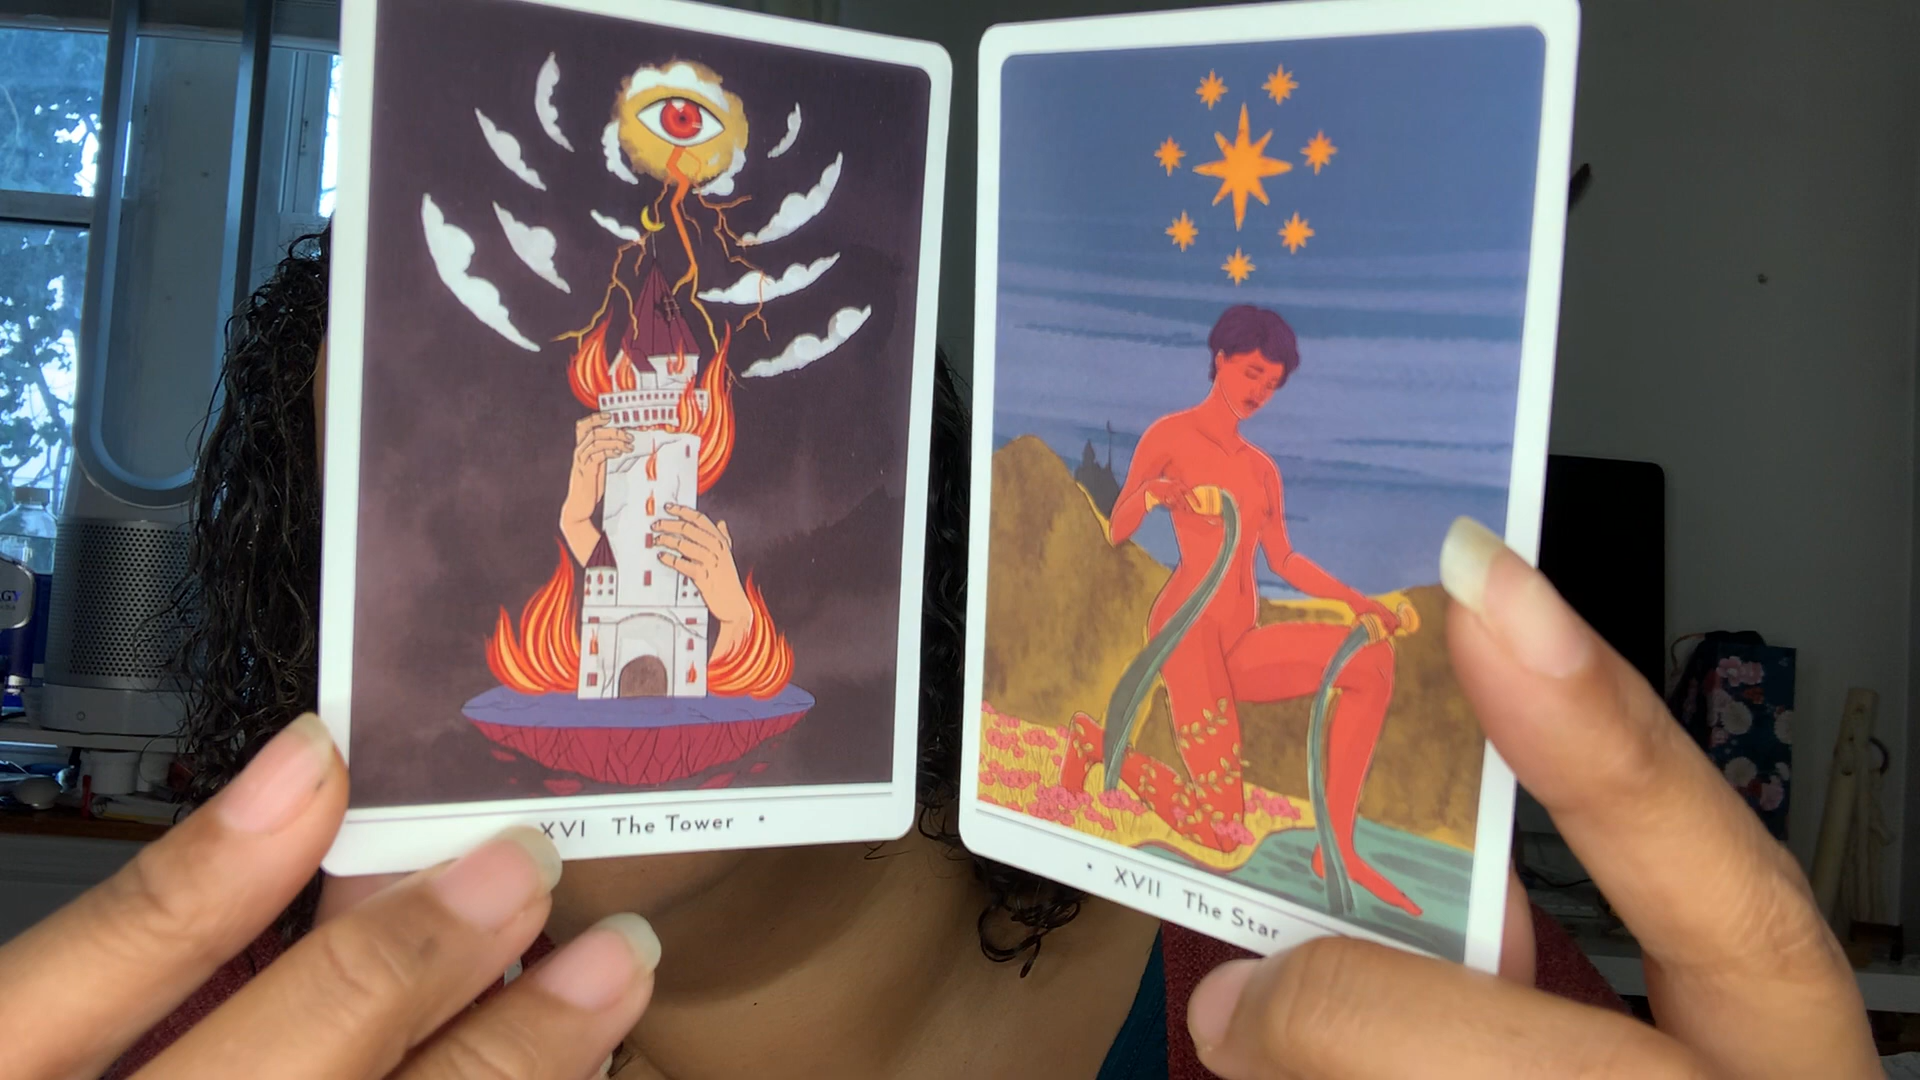 XVI The Tower •
• XVII The Star